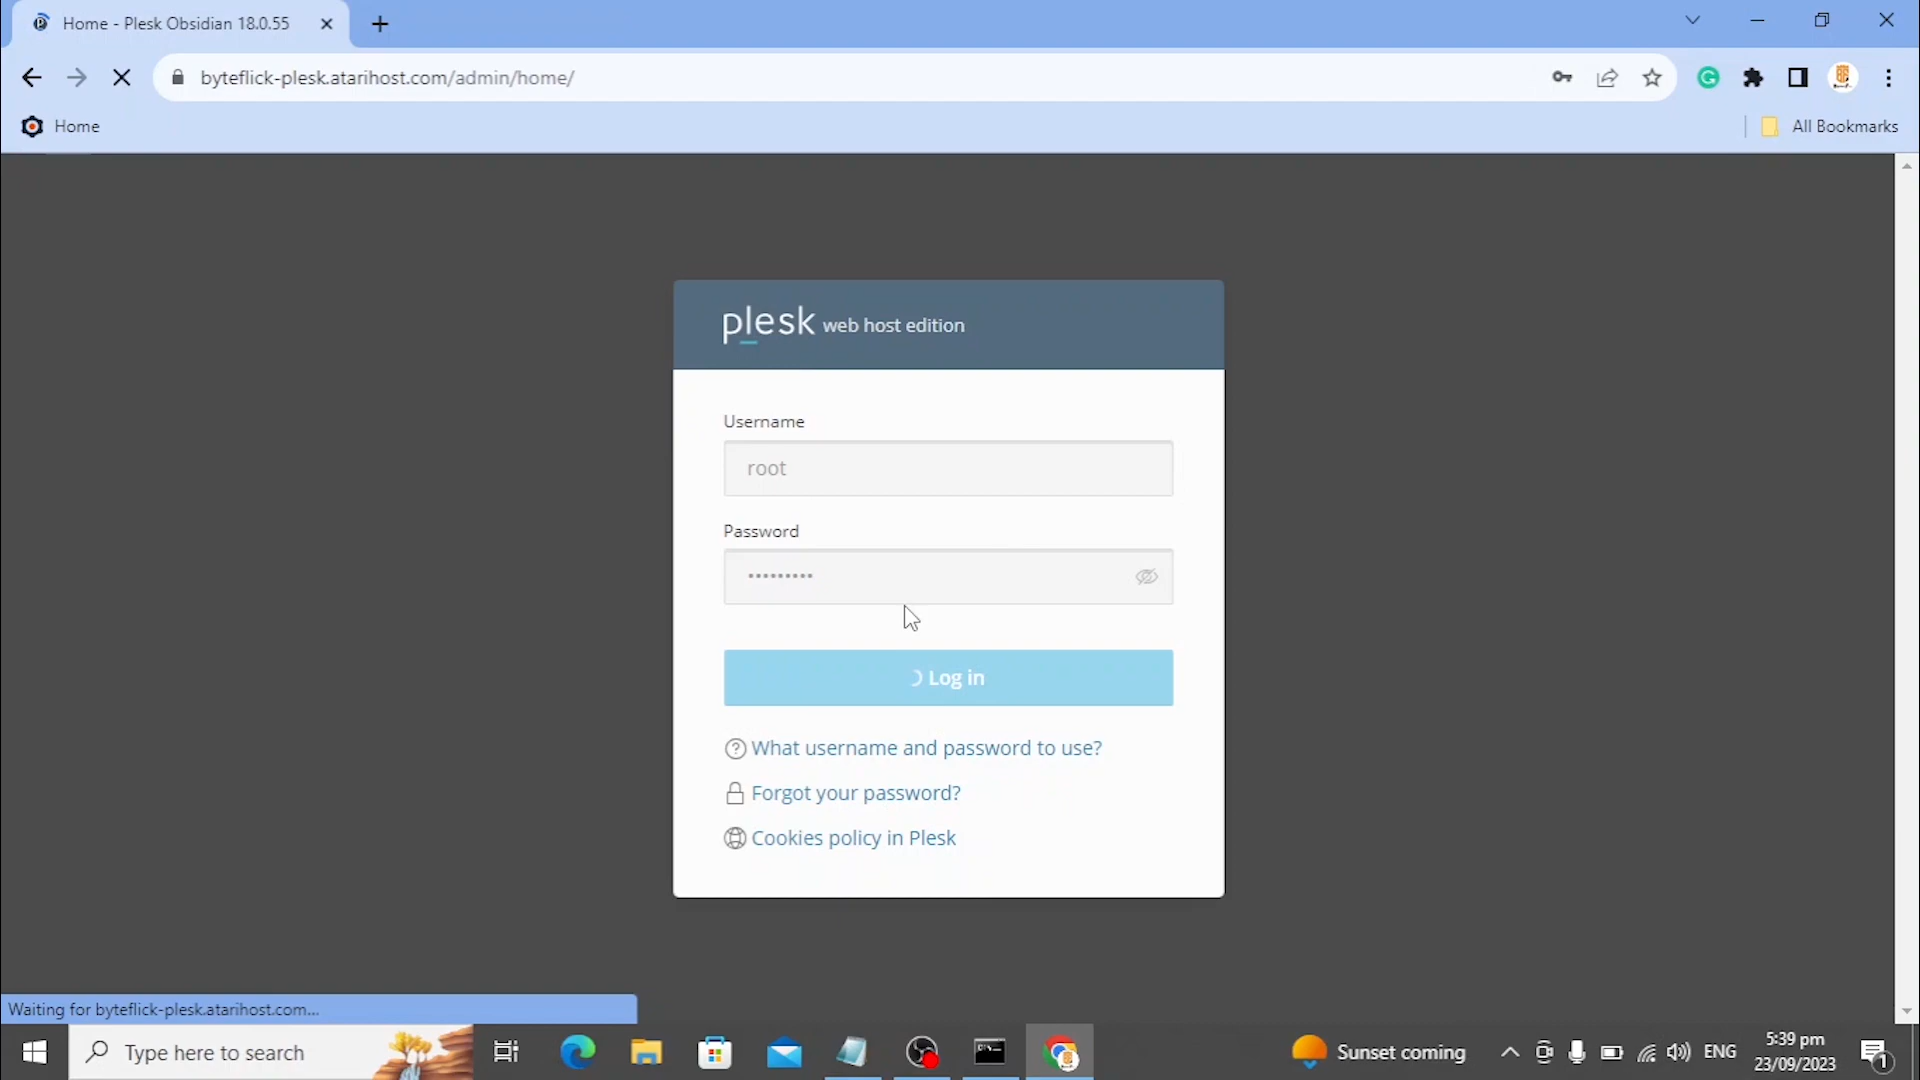 Home - Plesk Obsidian 18.0.55
byteflick-plesk.atarihost.com/admin/home/
Home
All Bookmarks
plesk web host edition
Username
root
Password
•••••••••
Log in
What username and password to use?
Forgot your password?
Cookies policy in Plesk
Waiting for byteflick-plesk.atarihost.com...
Type here to search
Sunset coming
ENG
5:39 pm
23/09/2023
1